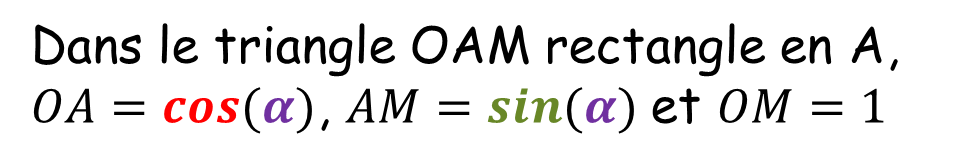 Dans le triangle OAM rectangle en A,
OA = cos(α), AM = sin(α) et OM = 1